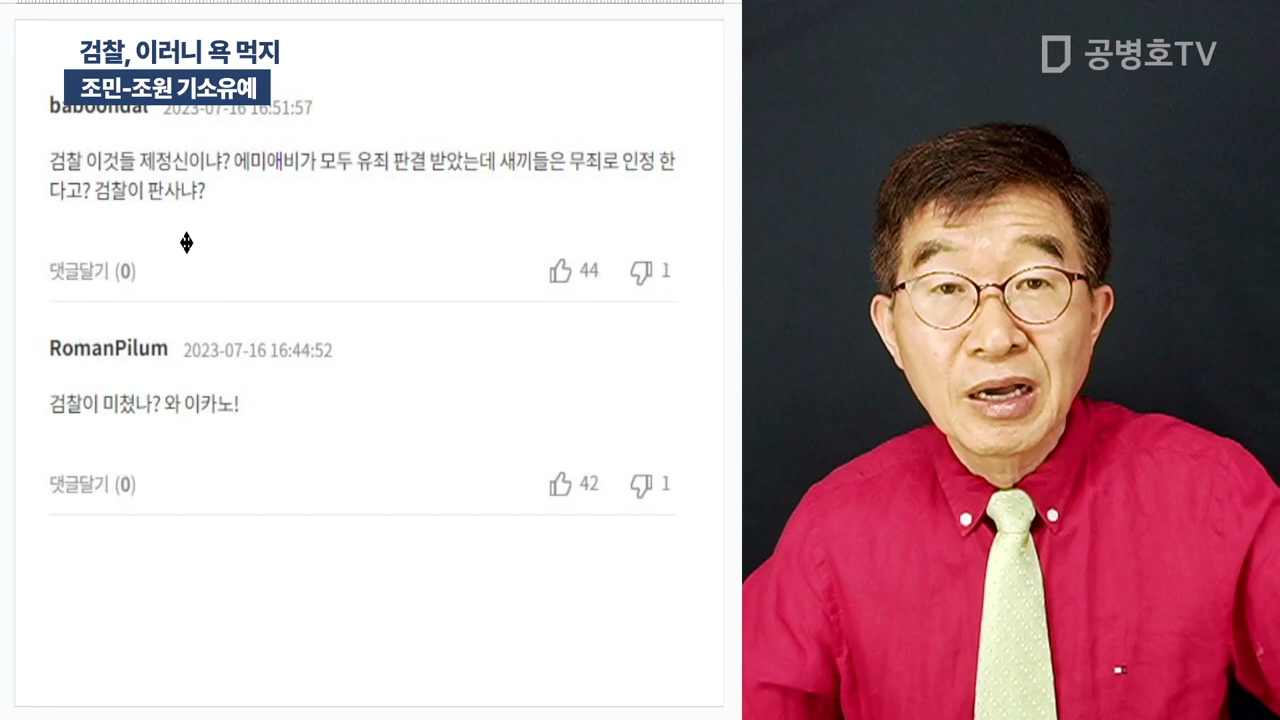 검찰, 이러니 욕 먹지
조민-조원 기소유예
공병호TV
baboondal 2023-07-16 16:51:57
검찰 이것들 제정신이냐? 에미애비가 모두 유죄 판결 받았는데 새끼들은 무죄로 인정 한
다고? 검찰이 판사냐?
댓글달기 (0) 44 1
RomanPilum 2023-07-16 16:44:52
검찰이 미쳤나? 와 이카노!
댓글달기 (0) 42 1